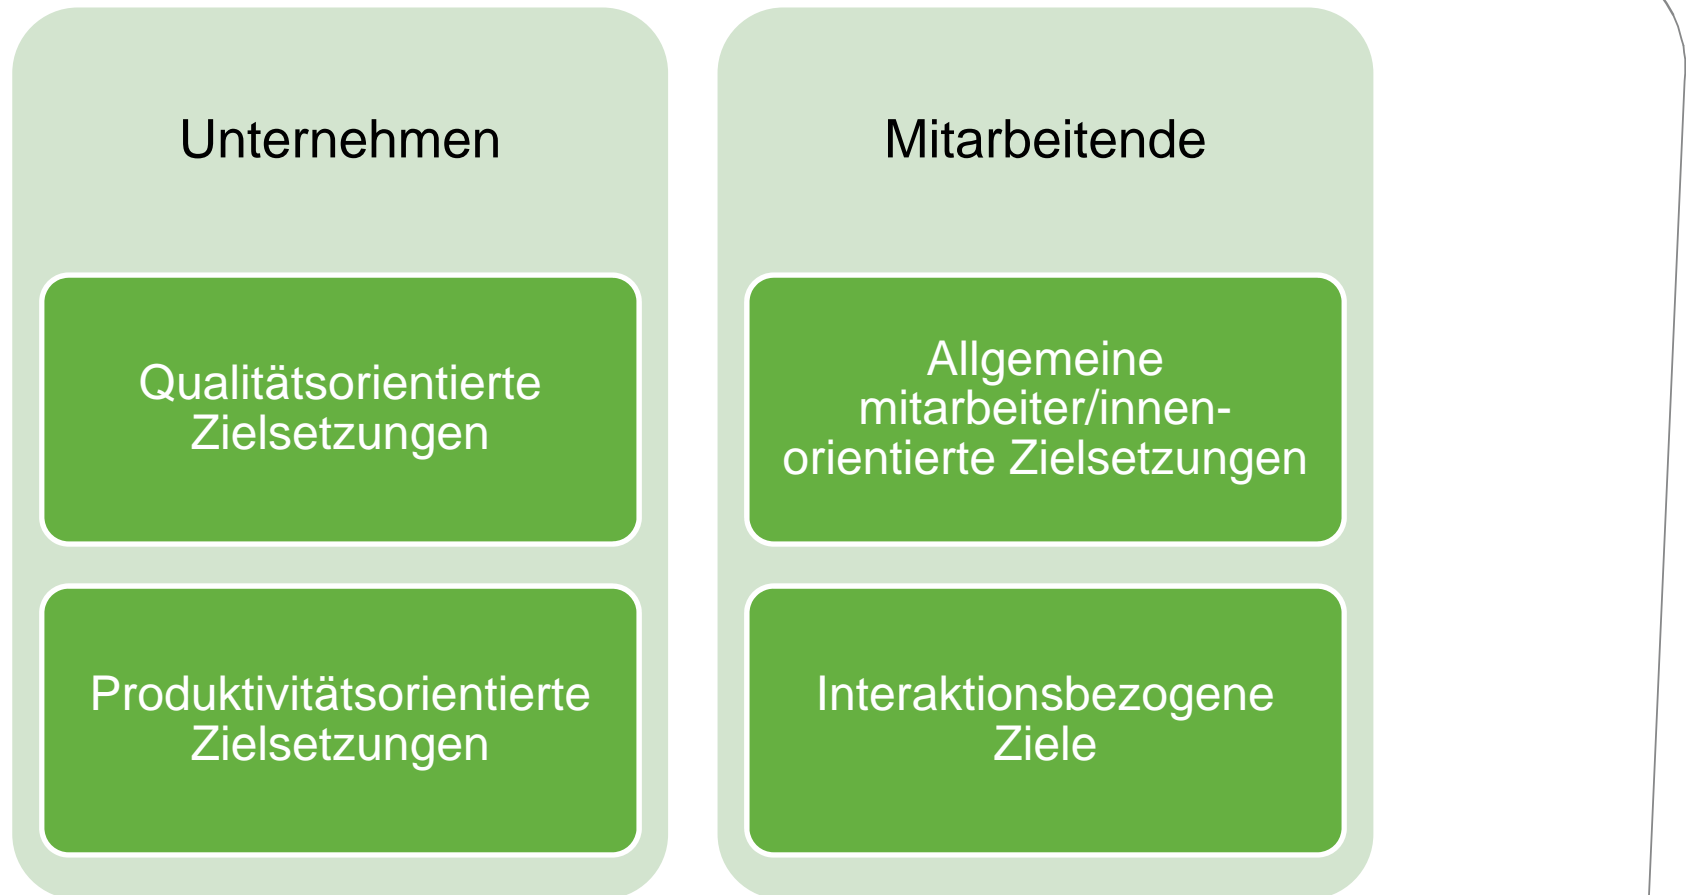 Unternehmen
Qualitätsorientierte
Zielsetzungen
Produktivitätsorientierte
Zielsetzungen
Mitarbeitende
Allgemeine
mitarbeiter/innen-
orientierte Zielsetzungen
Interaktionsbezogene
Ziele